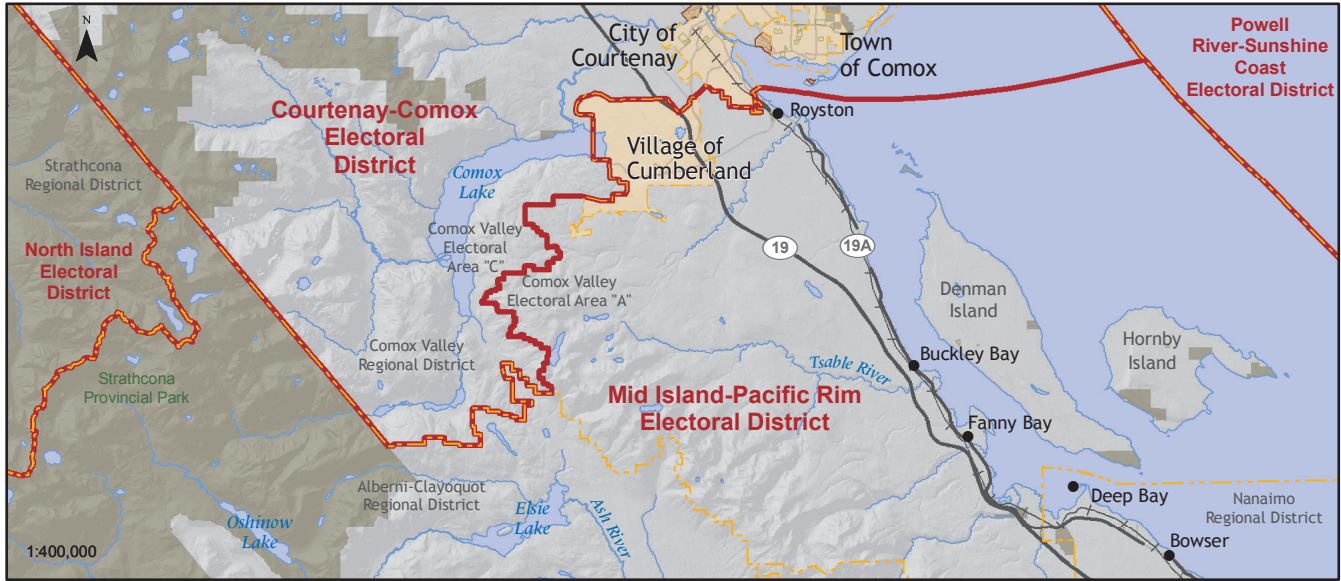 N
City of
Courtenay
Town
of Comox
Powell
River-Sunshine
Coast
Electoral District
Courtenay-Comox
Electoral
District
Royston
Village of
Cumberland
Strathcona
Regional District
Comox
Lake
North Island
Electoral
District
Comox Valley
Electoral
Area "C"
Comox Valley
Electoral Area "A"
19
19A
Denman
Island
Hornby
Island
Comox Valley
Regional District
Tsable River
Buckley Bay
Strathcona
Provincial Park
Mid Island-Pacific Rim
Electoral District
Fanny Bay
Alberni-Clayoquot
Regional District
Elsie
Lake
Ash River
Deep Bay
Nanaimo
Regional District
Oshinow
Lake
Bowser
1:400,000